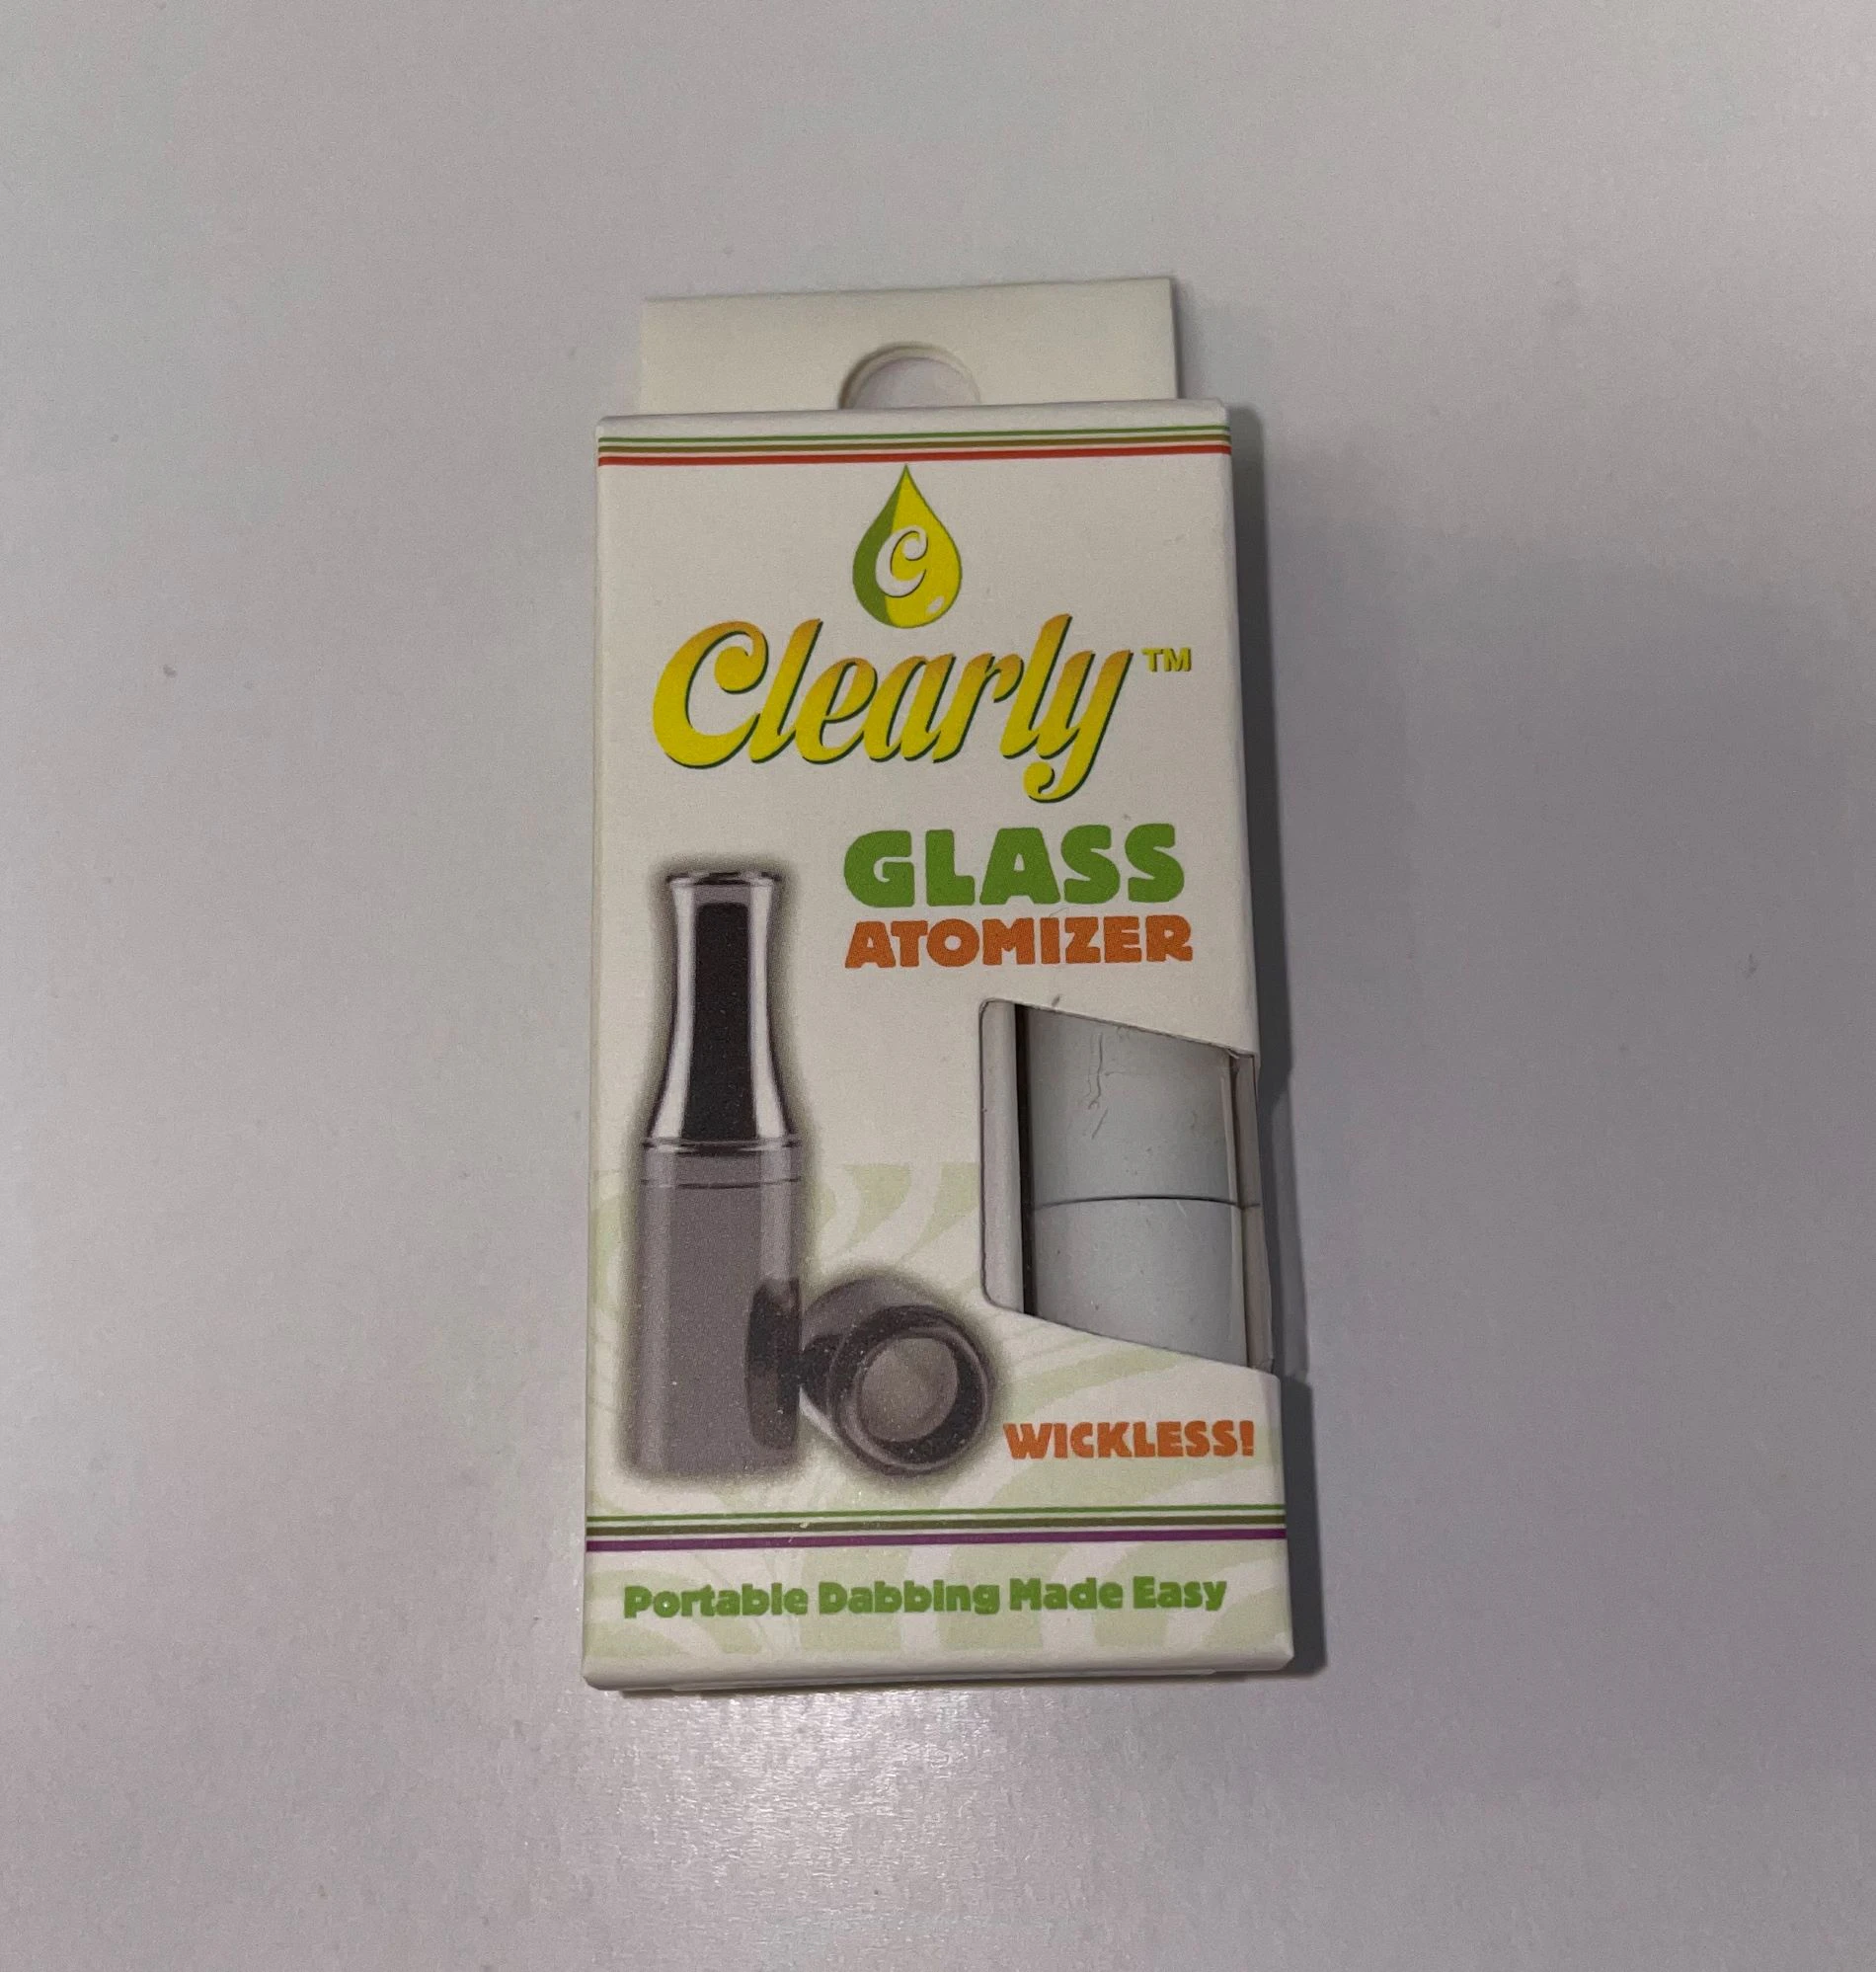 C
Clearly™
GLASS
ATOMIZER
WICKLESS!
Portable Dabbing Made Easy